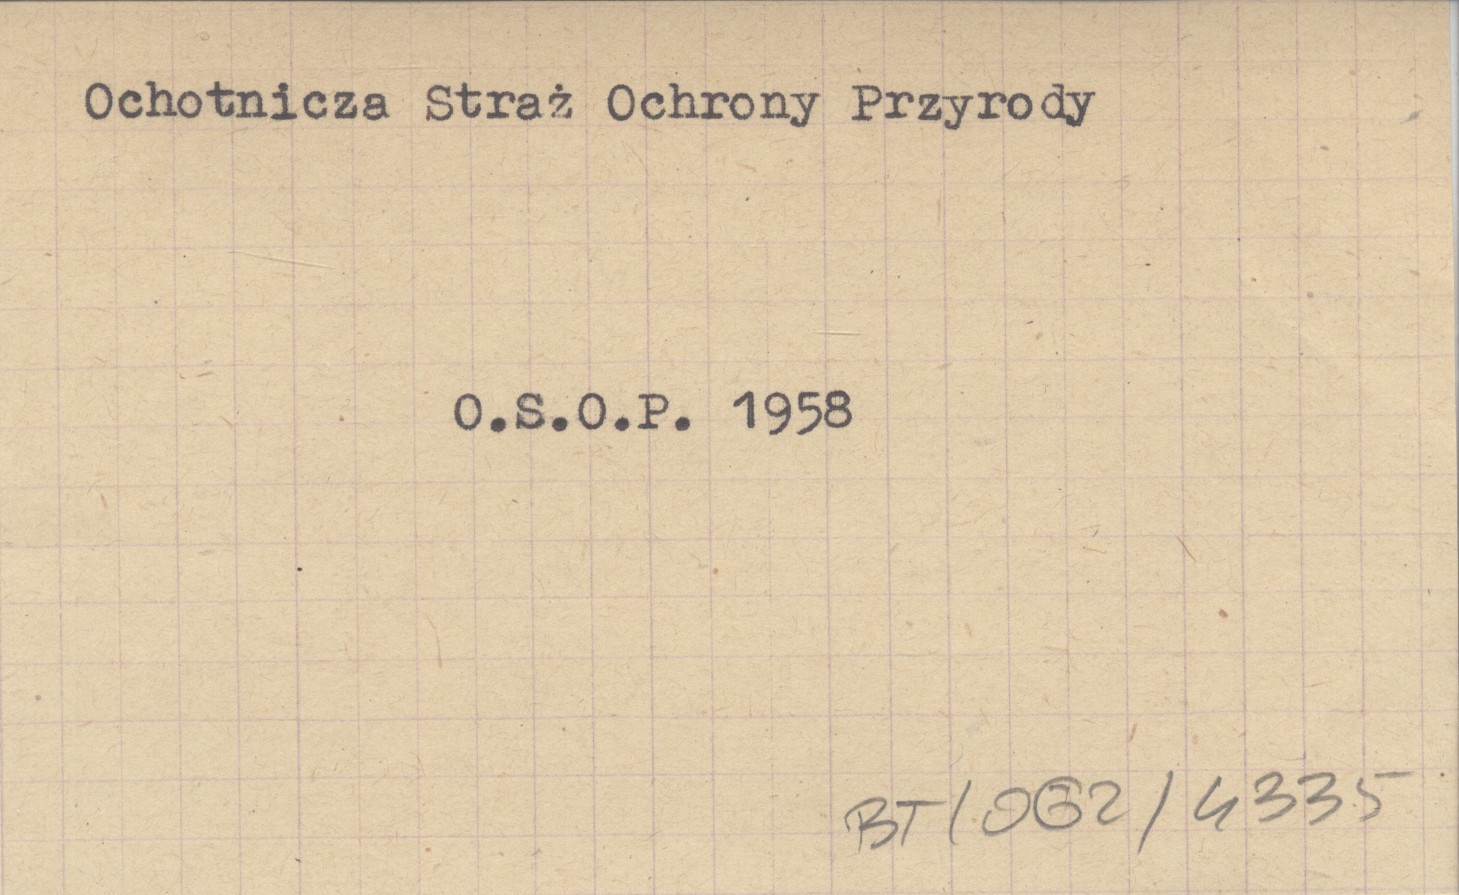 Ochotnicza Straż Ochrony Przyrody
O.S.O.P. 1958
BT/062/4335